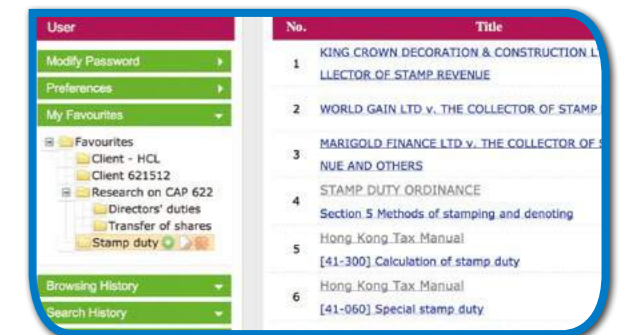 User
Modify Password
Preferences
My Favourites
Favourites
Client - HCL
Client 621512
Research on CAP 622
Directors' duties
Transfer of shares
Stamp duty
Browsing History
Search History
No. Title
1 KING CROWN DECORATION & CONSTRUCTION L
LLECTOR OF STAMP REVENUE
2 WORLD GAIN LTD v. THE COLLECTOR OF STAMP
3 MARIGOLD FINANCE LTD v. THE COLLECTOR OF
NUE AND OTHERS
4 STAMP DUTY ORDINANCE
Section 5 Methods of stamping and denoting
5 Hong Kong Tax Manual
[41-300] Calculation of stamp duty
6 Hong Kong Tax Manual
[41-060] Special stamp duty